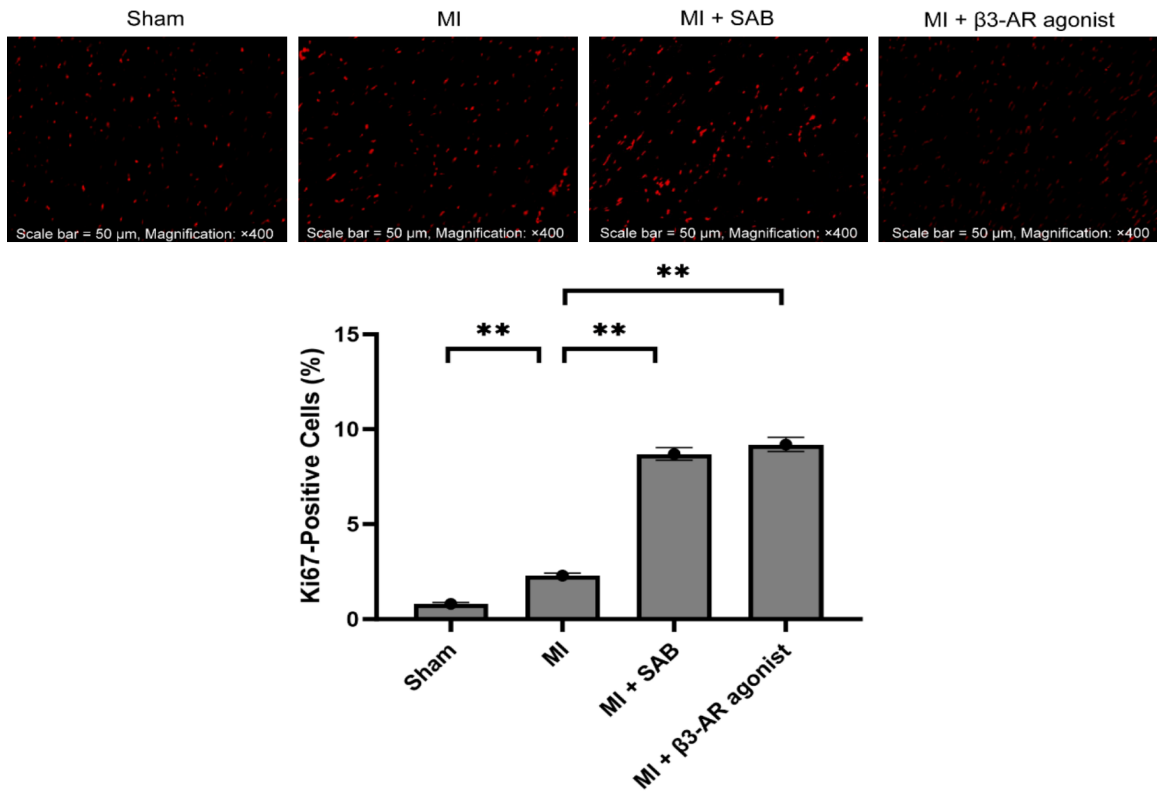 Sham
MI
MI + SAB
MI + β3-AR agonist
Scale bar = 50 µm, Magnification: ×400
Scale bar = 50 µm, Magnification: ×400
Scale bar = 50 µm, Magnification: ×400
Scale bar = 50 µm, Magnification: ×400
**
**
**
Ki67-Positive Cells (%)
15
10
5
0
Sham
MI
MI + SAB
MI + β3-AR agonist